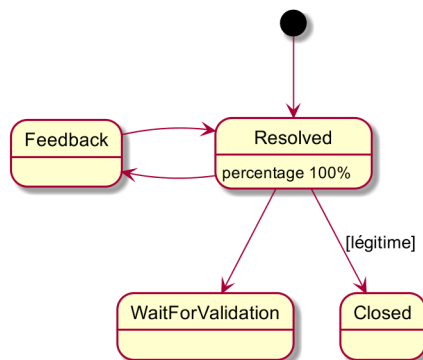 Feedback
Resolved
percentage 100%
[légitime]
WaitForValidation
Closed